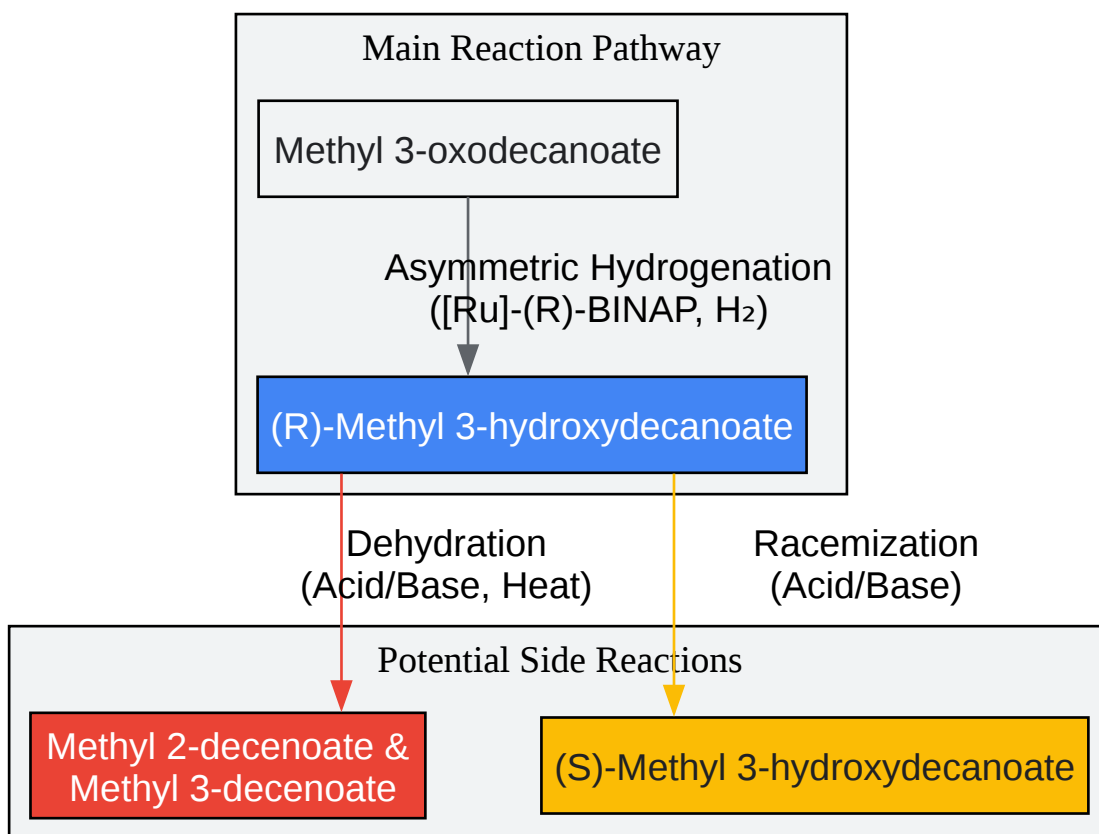 Main Reaction Pathway
Methyl 3-oxodecanoate
Asymmetric Hydrogenation
([Ru]-(R)-BINAP, H₂)
(R)-Methyl 3-hydroxydecanoate
Dehydration
(Acid/Base, Heat)
Racemization
(Acid/Base)
Potential Side Reactions
Methyl 2-decenoate &
Methyl 3-decenoate
(S)-Methyl 3-hydroxydecanoate